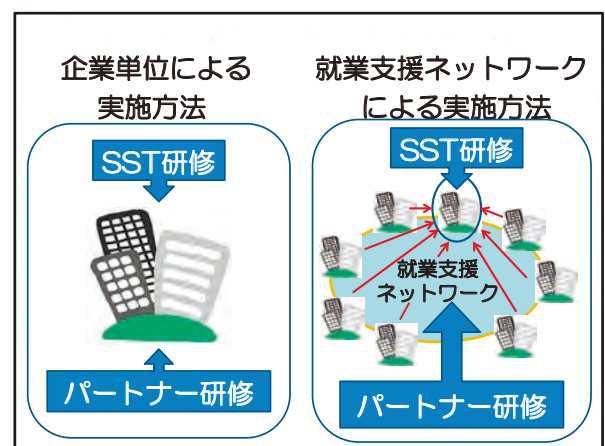 企業単位による
実施方法
SST研修
パートナー研修
就業支援ネットワーク
による実施方法
SST研修
就業支援
ネットワーク
パートナー研修